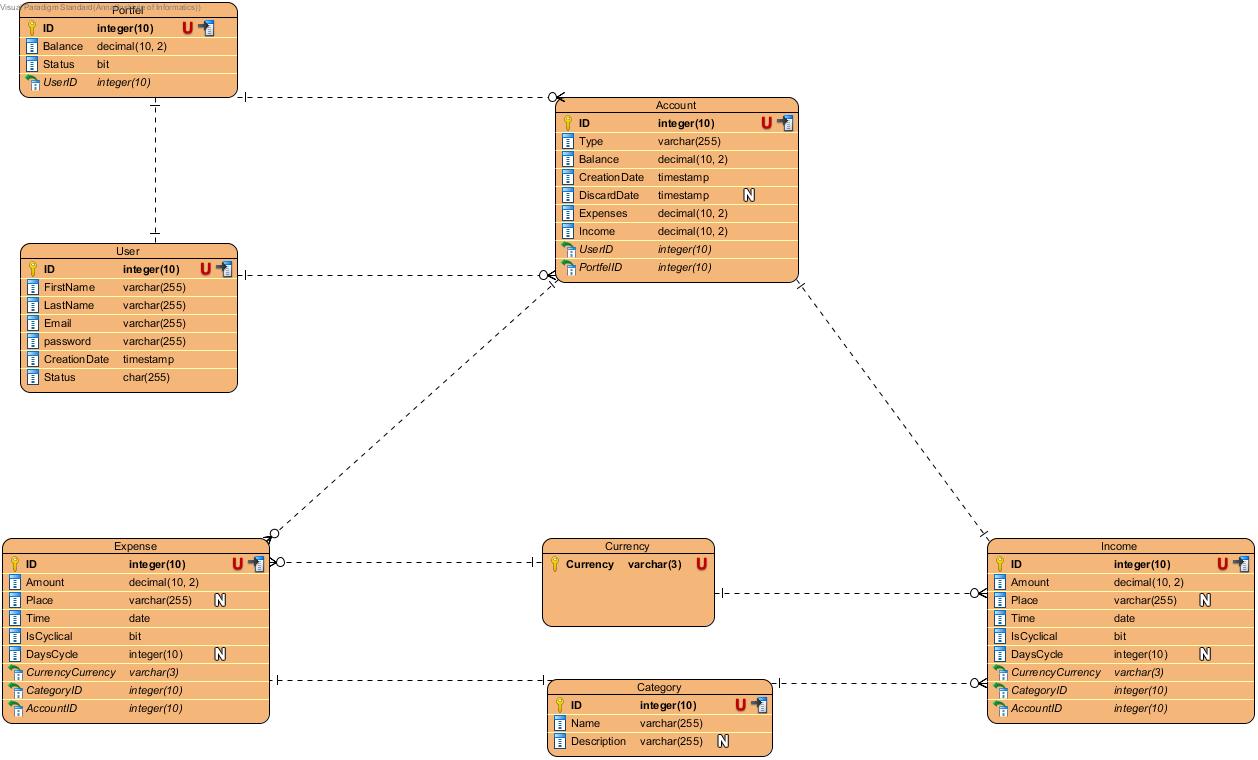 Visual Paradigm Standard(Anna( of Informatics))
Portfel
ID integer(10) U
Balance decimal(10, 2)
Status bit
UserID integer(10)
Account
ID integer(10) U
Type varchar(255)
Balance decimal(10, 2)
CreationDate timestamp
DiscardDate timestamp N
Expenses decimal(10, 2)
Income decimal(10, 2)
UserID integer(10)
PortfelID integer(10)
User
ID integer(10) U
FirstName varchar(255)
LastName varchar(255)
Email varchar(255)
password varchar(255)
CreationDate timestamp
Status char(255)
Expense
ID integer(10) U
Amount decimal(10, 2)
Place varchar(255) N
Time date
IsCyclical bit
DaysCycle integer(10) N
CurrencyCurrency varchar(3)
CategoryID integer(10)
AccountID integer(10)
Currency
Currency varchar(3) U
Category
ID integer(10) U
Name varchar(255)
Description varchar(255) N
Income
ID integer(10) U
Amount decimal(10, 2)
Place varchar(255) N
Time date
IsCyclical bit
DaysCycle integer(10) N
CurrencyCurrency varchar(3)
CategoryID integer(10)
AccountID integer(10)